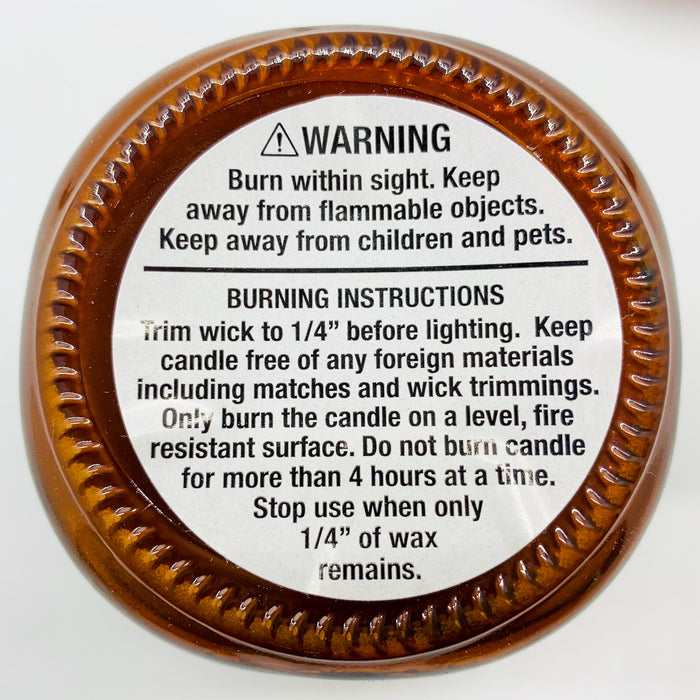 ⚠WARNING
Burn within sight. Keep
away from flammable objects.
Keep away from children and pets.
BURNING INSTRUCTIONS
Trim wick to 1/4” before lighting. Keep
candle free of any foreign materials
including matches and wick trimmings.
Only burn the candle on a level, fire
resistant surface. Do not burn candle
for more than 4 hours at a time.
Stop use when only
1/4” of wax
remains.